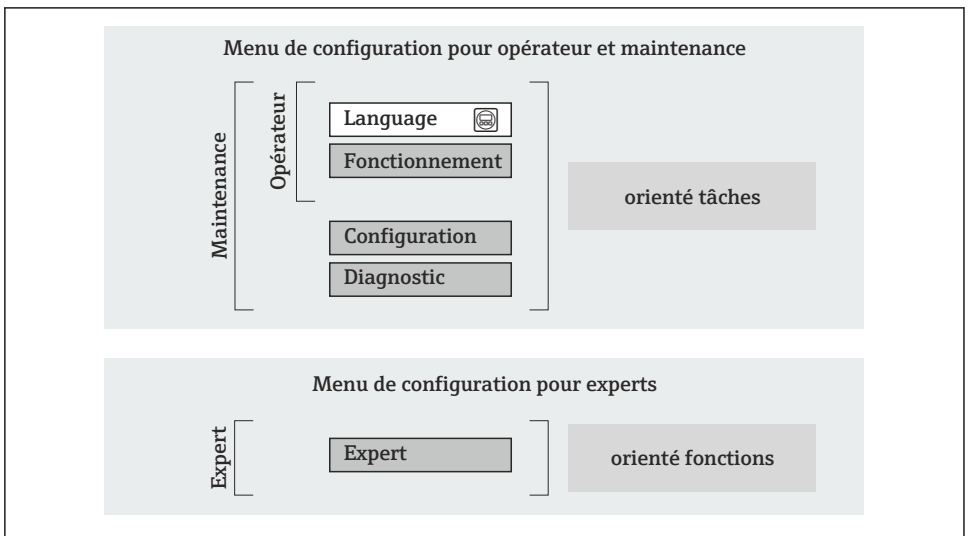 Menu de configuration pour opérateur et maintenance
Maintenance
Opérateur
Language
Fonctionnement
Configuration
Diagnostic
orienté tâches
Menu de configuration pour experts
Expert
Expert
orienté fonctions